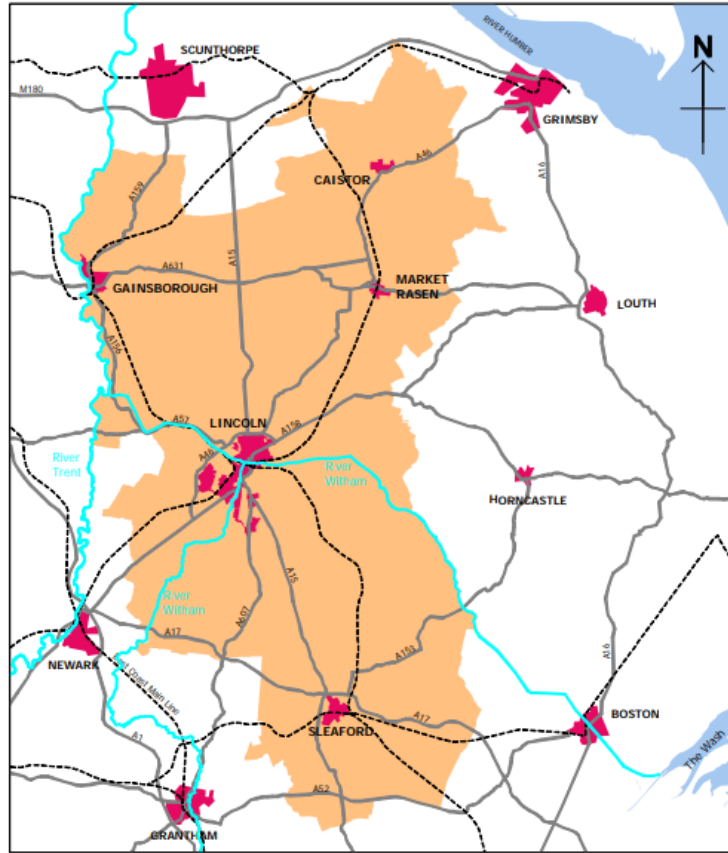 RIVER HUMBER
SCUNTHORPE
N
M180
GRIMSBY
CAISTOR
A46
A16
A159
A15
A631
GAINSBOROUGH
MARKET
RASEN
LOUTH
A156
LINCOLN
A57
A158
A46
River
Trent
River
Witham
HORNCASTLE
A15
River
Witham
A607
A17
NEWARK
East Coast Main Line
A153
A16
A17
BOSTON
SLEAFORD
The Wash
A1
A52
GRANTHAM